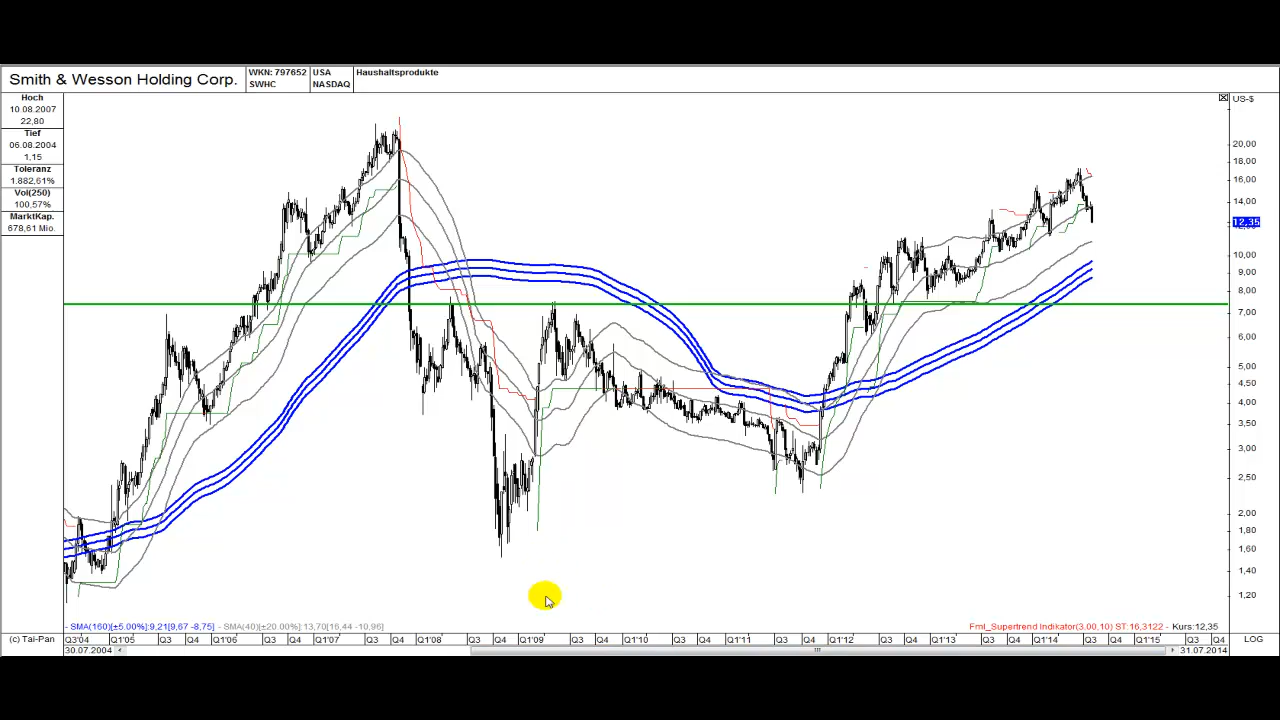 Smith & Wesson Holding Corp.
WKN: 797652 USA Haushaltsprodukte
SWHC NASDAQ
Hoch
10.08.2007
22,80
Tief
06.08.2004
1,15
Toleranz
1.882,61%
Vol(250)
100,57%
MarktKap.
678,61 Mio.
US-$
20,00
18,00
16,00
14,00
12,35
10,00
9,00
8,00
7,00
6,00
5,00
4,50
4,00
3,50
3,00
2,50
2,00
1,80
1,60
1,40
1,20
- SMA(160)[±5.00%]:9,21[9,67 -8,75] - SMA(40)[±20.00%]:13,70[16,44 -10,96] Frml_Supertrend Indikator(3.00,10) ST: 16,3122 - Kurs:12,35
(c) Tai-Pan Q3'04 Q1'05 Q3 Q1'06 Q3 Q4 Q1'07 Q3 Q4 Q1'08 Q3 Q4 Q1'09 Q3 Q4 Q1'10 Q3 Q4 Q1'11 Q3 Q4 Q1'12 Q3 Q4 Q1'13 Q3 Q4 Q1'14 Q3 Q1'15 Q3 Q4 LOG
30.07.2004 31.07.2014